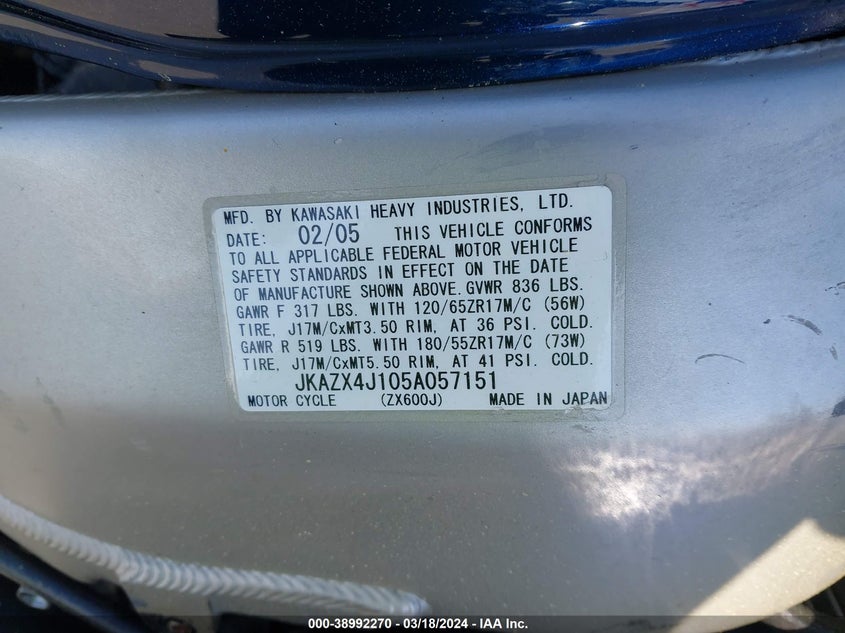 MFD. BY KAWASAKI HEAVY INDUSTRIES, LTD.
DATE: 02/05 THIS VEHICLE CONFORMS
TO ALL APPLICABLE FEDERAL MOTOR VEHICLE
SAFETY STANDARDS IN EFFECT ON THE DATE
OF MANUFACTURE SHOWN ABOVE. GVWR 836 LBS.
GAWR F 317 LBS. WITH 120/65ZR17M/C (56W)
TIRE, J17M/CxMT3.50 RIM, AT 36 PSI. COLD.
GAWR R 519 LBS. WITH 180/55ZR17M/C (73W)
TIRE, J17M/CxMT5.50 RIM, AT 41 PSI. COLD.
JKAZX4J105A057151
MOTOR CYCLE (ZX600J) MADE IN JAPAN
000-38992270 - 03/18/2024 - IAA Inc.